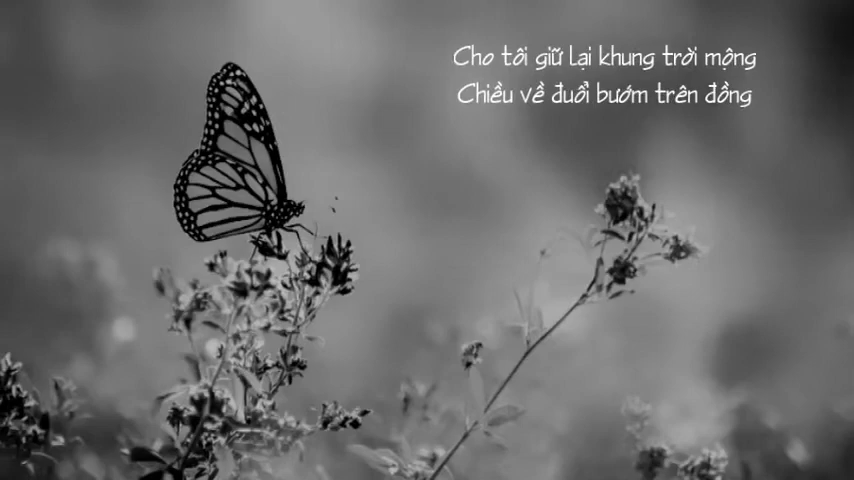 Cho tôi giữ lại khung trời mộng
Chiều về đuổi bướm trên đồng